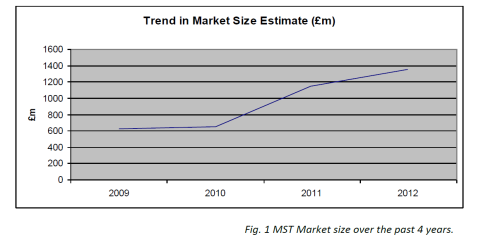 Trend in Market Size Estimate (£m)
1600
1400
1200
1000
800
600
400
200
0
£m
2009 2010 2011 2012
Fig. 1 MST Market size over the past 4 years.